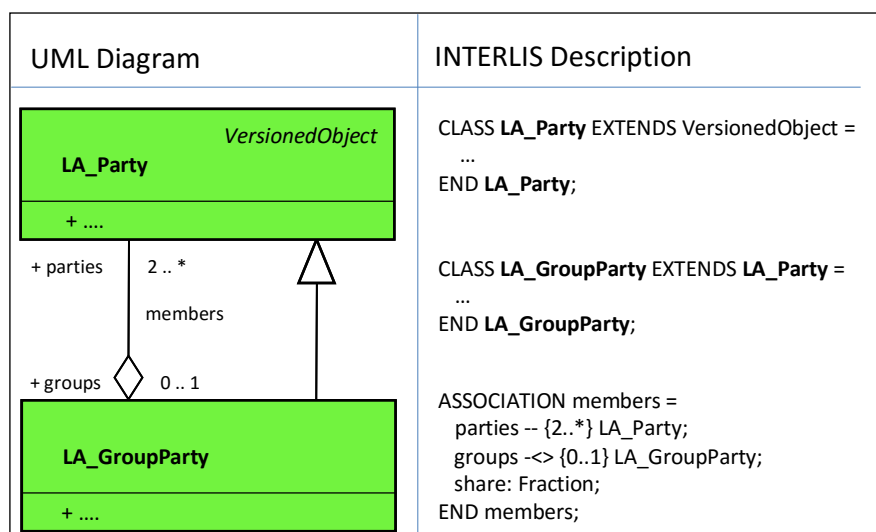 UML Diagram
VersionedObject
LA_Party
+ ....
+ parties
2 .. *
members
+ groups
0 .. 1
LA_GroupParty
+ ....
INTERLIS Description
CLASS LA_Party EXTENDS VersionedObject =
...
END LA_Party;
CLASS LA_GroupParty EXTENDS LA_Party =
...
END LA_GroupParty;
ASSOCIATION members =
parties -- {2..*} LA_Party;
groups -<> {0..1} LA_GroupParty;
share: Fraction;
END members;